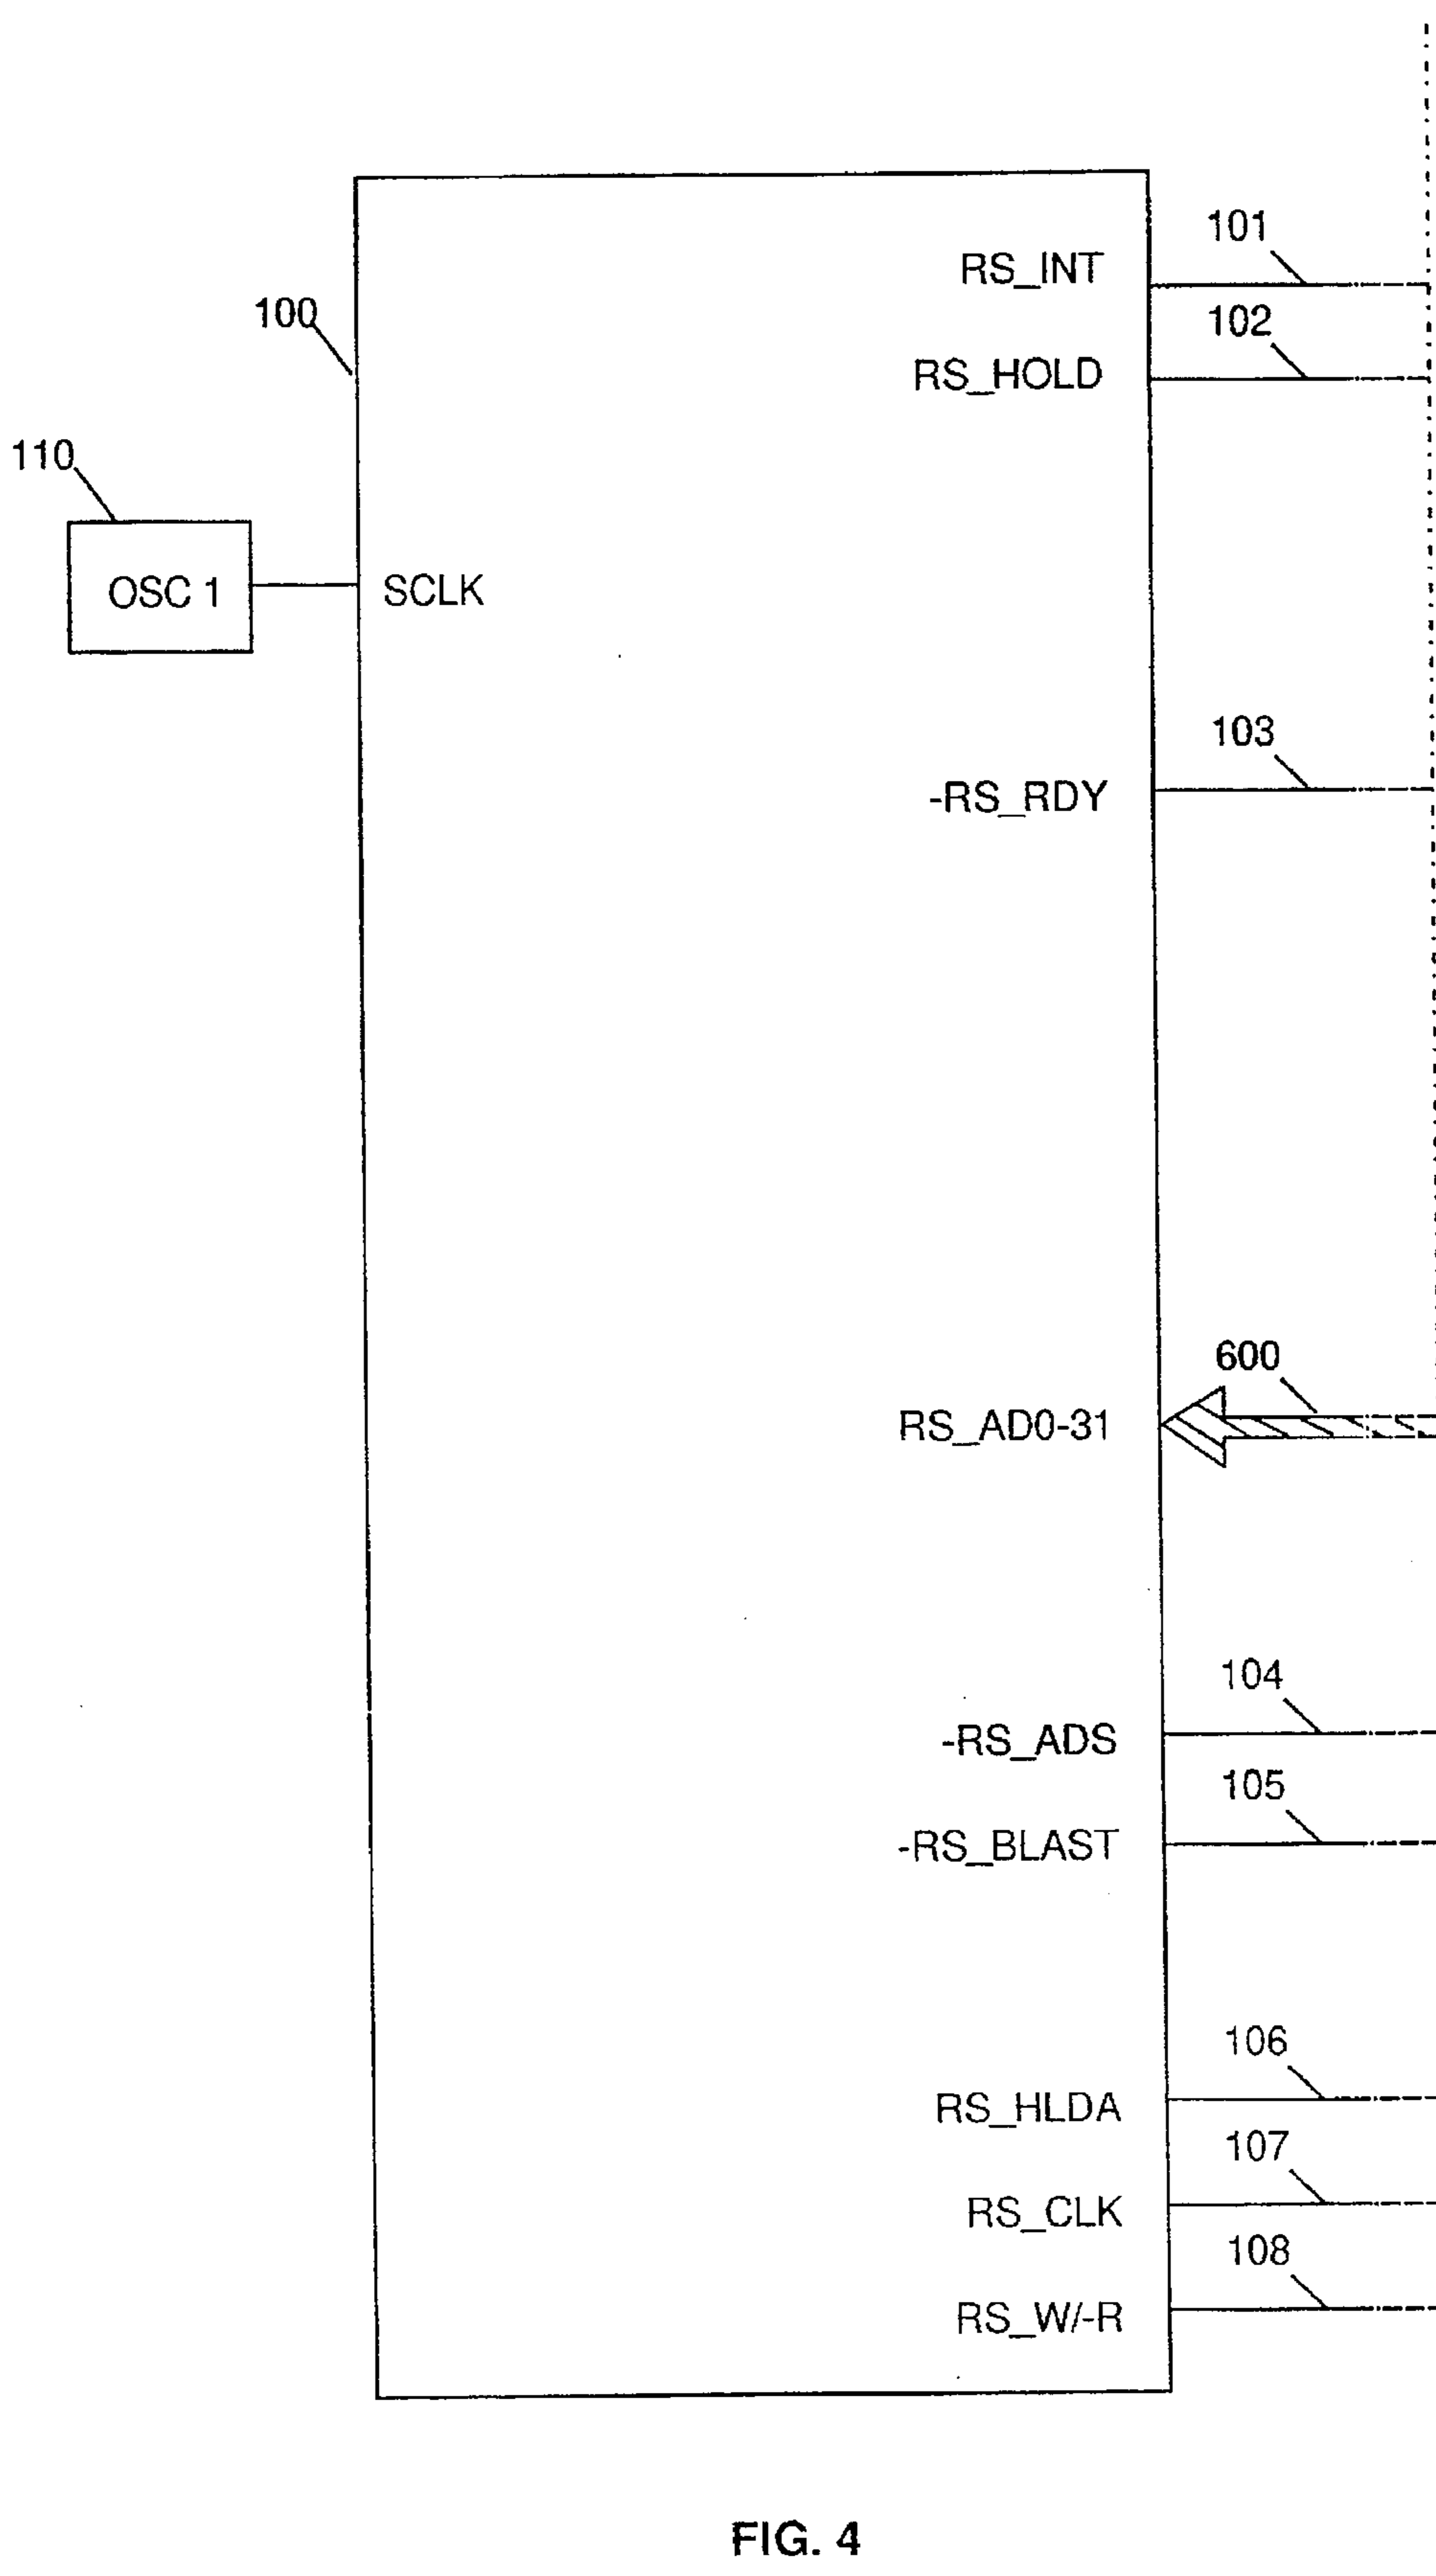 101
RS_INT
100
102
RS_HOLD
110
OSC 1
SCLK
103
-RS_RDY
600
RS_AD0-31
104
-RS_ADS
105
-RS_BLAST
106
RS_HLDA
107
RS_CLK
108
RS_W/-R
FIG. 4